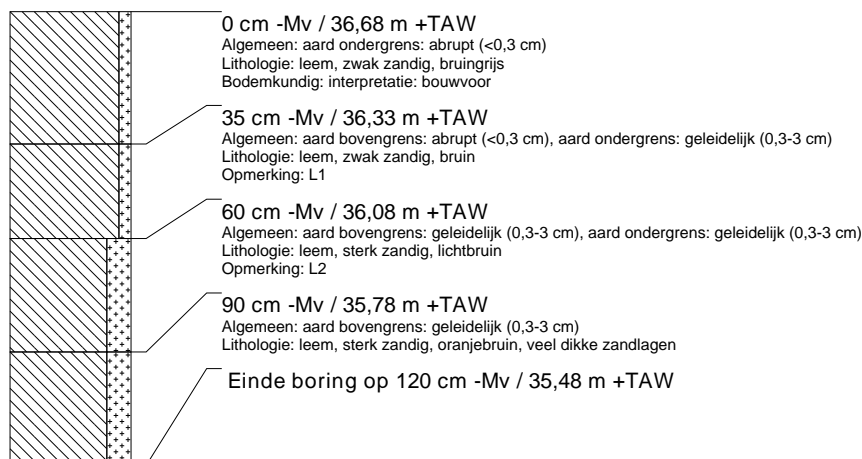 0 cm -Mv / 36,68 m +TAW
Algemeen: aard ondergrens: abrupt (<0,3 cm)
Lithologie: leem, zwak zandig, bruingrijs
Bodemkundig: interpretatie: bouwvoor
35 cm -Mv / 36,33 m +TAW
Algemeen: aard bovengrens: abrupt (<0,3 cm), aard ondergrens: geleidelijk (0,3-3 cm)
Lithologie: leem, zwak zandig, bruin
Opmerking: L1
60 cm -Mv / 36,08 m +TAW
Algemeen: aard bovengrens: geleidelijk (0,3-3 cm), aard ondergrens: geleidelijk (0,3-3 cm)
Lithologie: leem, sterk zandig, lichtbruin
Opmerking: L2
90 cm -Mv / 35,78 m +TAW
Algemeen: aard bovengrens: geleidelijk (0,3-3 cm)
Lithologie: leem, sterk zandig, oranjebruin, veel dikke zandlagen
Einde boring op 120 cm -Mv / 35,48 m +TAW